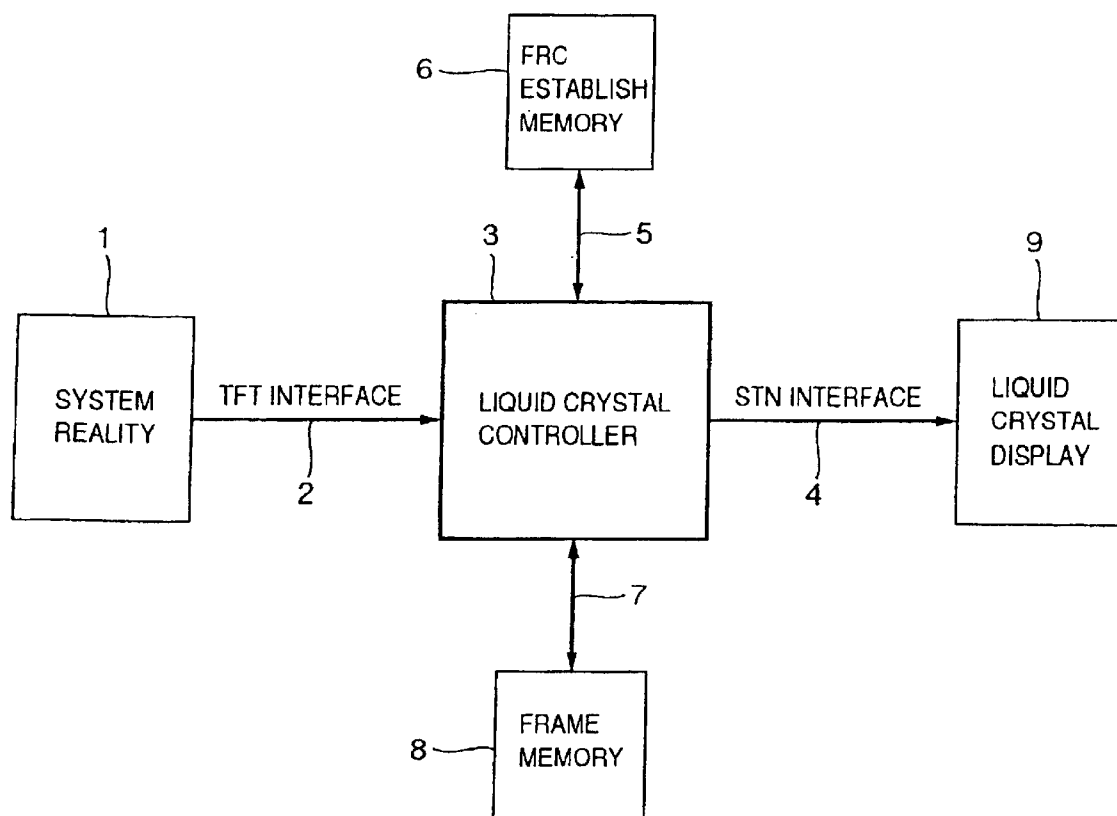 6
FRC
ESTABLISH
MEMORY
1
3
5
9
SYSTEM
REALITY
TFT INTERFACE
2
LIQUID CRYSTAL
CONTROLLER
STN INTERFACE
4
LIQUID
CRYSTAL
DISPLAY
7
8
FRAME
MEMORY